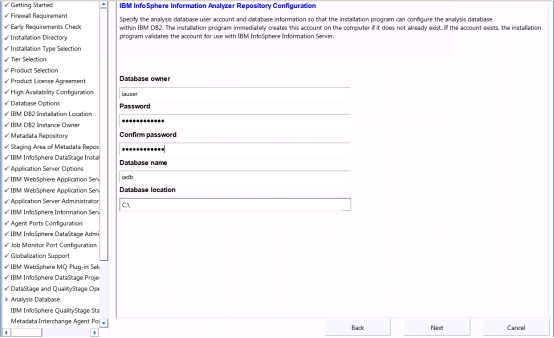 Getting Started
Firewall Requirement
Early Requirements Check
Installation Directory
Installation Type Selection
Tier Selection
Product Selection
Product License Agreement
High Availability Configuration
Database Options
IBM DB2 Installation Location
IBM DB2 Instance Owner
Metadata Repository
Staging Area of Metadata Repos
IBM InfoSphere DataStage Instal
Application Server Options
IBM WebSphere Application Serv
IBM WebSphere Application Serv
Application Server Administrator
IBM InfoSphere Information Serv
Agent Ports Configuration
IBM InfoSphere DataStage Admi
Job Monitor Port Configuration
Globalization Support
IBM WebSphere MQ Plug-in Sele
IBM InfoSphere DataStage Proje
DataStage and QualityStage Ope
Analysis Database
IBM InfoSphere QualityStage Sta
Metadata Interchange Agent Po
IBM InfoSphere Information Analyzer Repository Configuration
Specify the analysis database user account and database information so that the installation program can configure the analysis database
within IBM DB2. The installation program immediately creates this account on the computer if it does not already exist. If the account exists, the installation
program validates the account for use with IBM InfoSphere Information Server.
Database owner
iauser
Password
••••••••••••
Confirm password
••••••••••••
Database name
iadb
Database location
C:\
...
Back
Next
Cancel